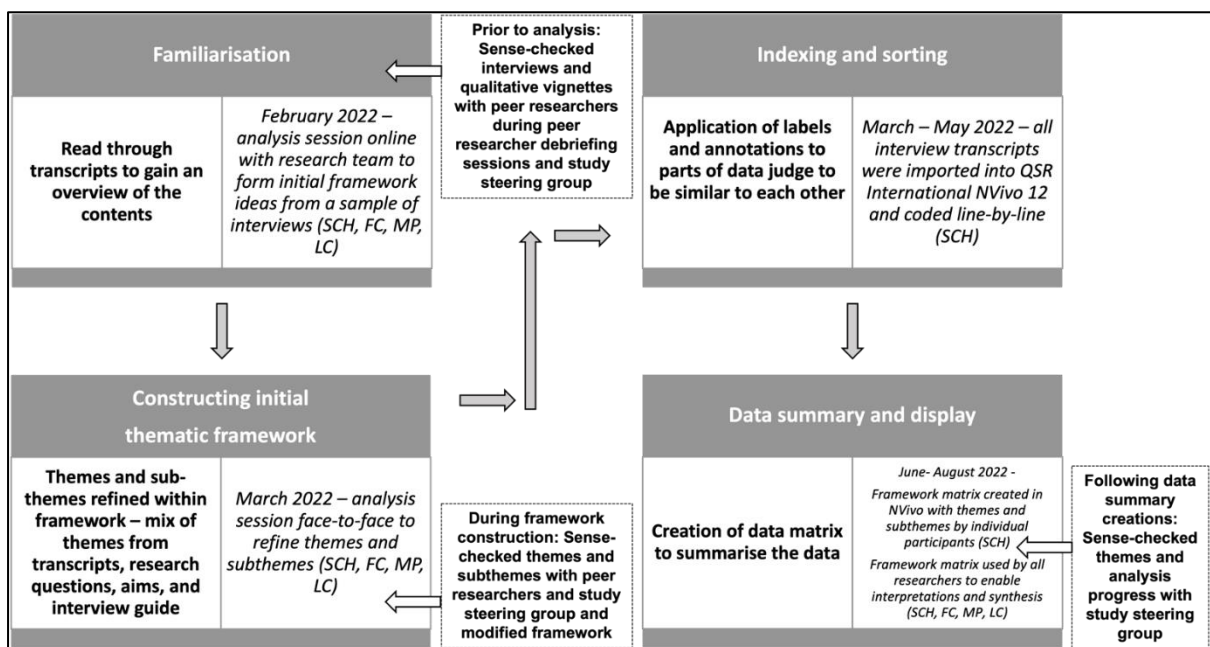 Familiarisation
Read through
transcripts to gain an
overview of the
contents
February 2022 –
analysis session online
with research team to
form initial framework
ideas from a sample of
interviews (SCH, FC, MP,
LC)
Prior to analysis:
Sense-checked
interviews and
qualitative vignettes
with peer researchers
during peer
researcher debriefing
sessions and study
steering group
Constructing initial
thematic framework
Themes and sub-
themes refined within
framework – mix of
themes from
transcripts, research
questions, aims, and
interview guide
March 2022 – analysis
session face-to-face to
refine themes and
subthemes (SCH, FC, MP,
LC)
During framework
construction: Sense-
checked themes and
subthemes with peer
researchers and study
steering group and
modified framework
Indexing and sorting
Application of labels
and annotations to
parts of data judge to
be similar to each other
March – May 2022 – all
interview transcripts
were imported into QSR
International NVivo 12
and coded line-by-line
(SCH)
Data summary and display
Creation of data matrix
to summarise the data
June- August 2022 -
Framework matrix created in
NVivo with themes and
subthemes by individual
participants (SCH)
Framework matrix used by all
researchers to enable
interpretations and synthesis
(SCH, FC, MP, LC)
Following data
summary
creations:
Sense-checked
themes and
analysis
progress with
study steering
group